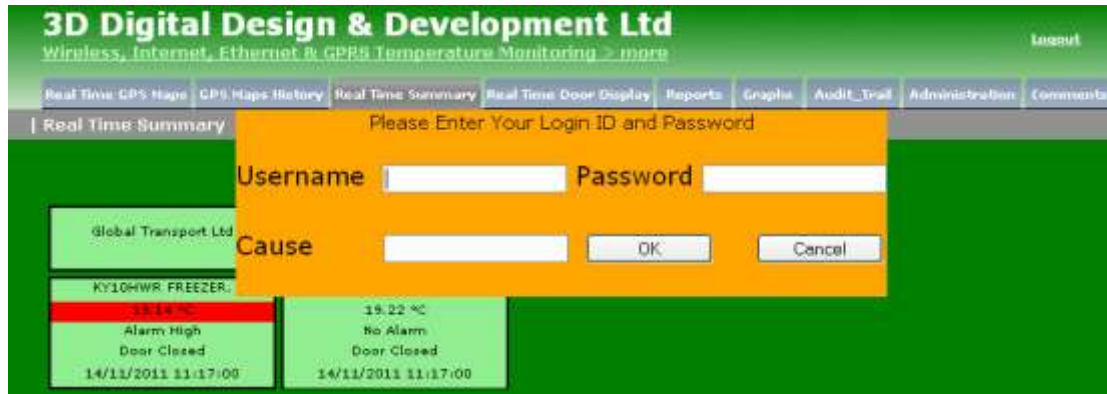 3D Digital Design & Development Ltd
Wireless, Internet, Ethernet & GPRS Temperature Monitoring > more
Logout
Real Time GPS Maps GPS Maps History Real Time Summary Real Time Door Display Reports Graphs Audit_Trail Administration Comments
| Real Time Summary
Please Enter Your Login ID and Password
Username Password
Global Transport Ltd
Cause OK Cancel
KY10HWR FREEZER.
19.22 ºC
Alarm High No Alarm
Door Closed Door Closed
14/11/2011 11:17:00 14/11/2011 11:17:00